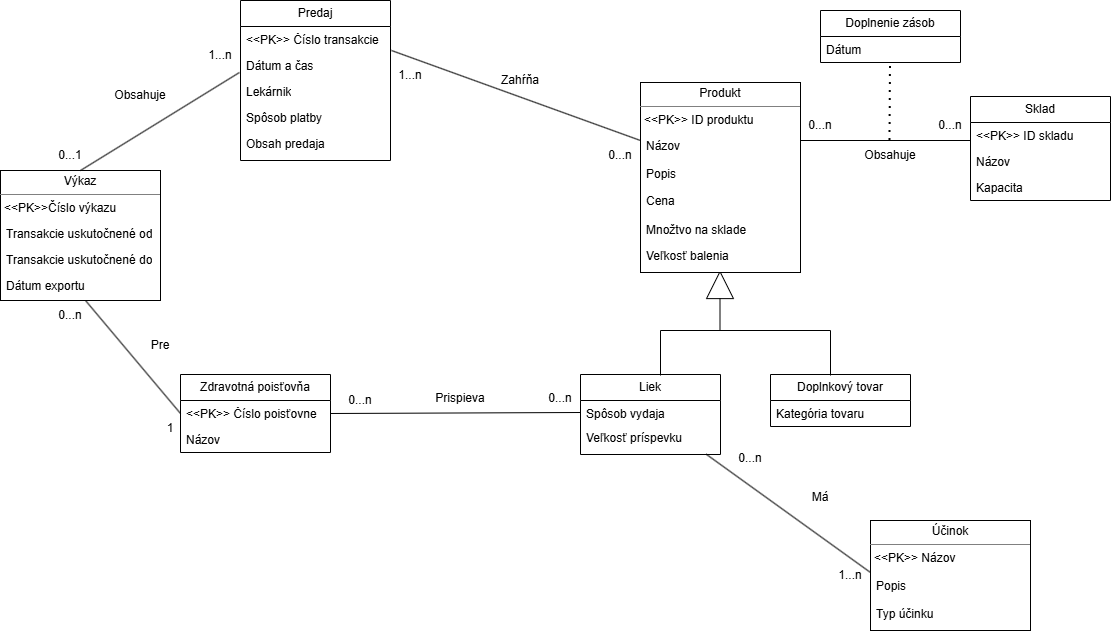 Predaj
<<PK>> Číslo transakcie
Dátum a čas
Lekárnik
Spôsob platby
Obsah predaja
1...n
Obsahuje
0...1
1...n
Zahŕňa
0...n
Doplnenie zásob
Dátum
Produkt
<<PK>> ID produktu
Názov
Popis
Cena
Množtvo na sklade
Veľkosť balenia
0...n
0...n
Obsahuje
Sklad
<<PK>> ID skladu
Názov
Kapacita
Výkaz
<<PK>>Číslo výkazu
Transakcie uskutočnené od
Transakcie uskutočnené do
Dátum exportu
0...n
Pre
1
Zdravotná poisťovňa
<<PK>> Číslo poisťovne
Názov
0...n
Prispieva
0...n
Liek
Spôsob vydaja
Veľkosť príspevku
Doplnkový tovar
Kategória tovaru
0...n
Má
1...n
Účinok
<<PK>> Názov
Popis
Typ účinku